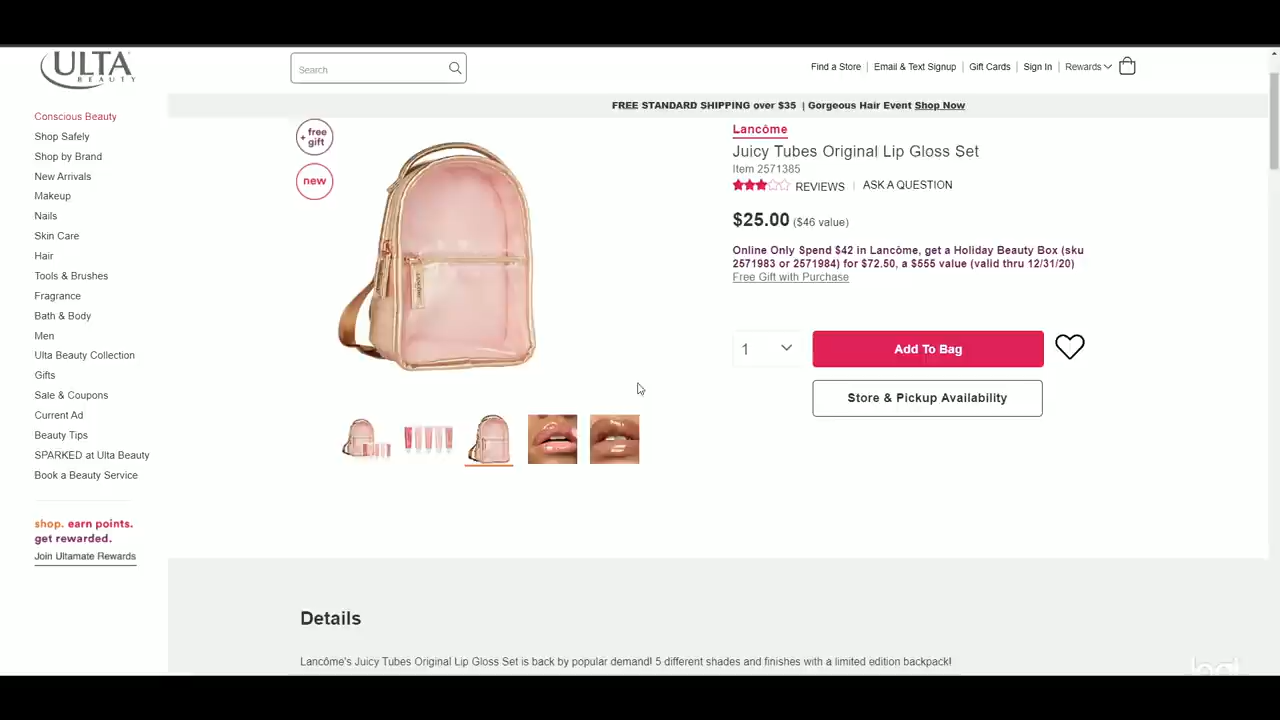 ULTA
BEAUTY
Search
Find a Store
Email & Text Signup
Gift Cards
Sign In
Rewards
FREE STANDARD SHIPPING over $35 | Gorgeous Hair Event Shop Now
Conscious Beauty
Shop Safely
Shop by Brand
New Arrivals
Makeup
Nails
Skin Care
Hair
Tools & Brushes
Fragrance
Bath & Body
Men
Ulta Beauty Collection
Gifts
Sale & Coupons
Current Ad
Beauty Tips
SPARKED at Ulta Beauty
Book a Beauty Service
shop. earn points.
get rewarded.
Join Ultamate Rewards
+ free
gift
new
Lancôme
Juicy Tubes Original Lip Gloss Set
Item 2571385
REVIEWS | ASK A QUESTION
$25.00 ($46 value)
Online Only Spend $42 in Lancôme, get a Holiday Beauty Box (sku
2571983 or 2571984) for $72.50, a $555 value (valid thru 12/31/20)
Free Gift with Purchase
1
Add To Bag
Store & Pickup Availability
Details
Lancôme's Juicy Tubes Original Lip Gloss Set is back by popular demand! 5 different shades and finishes with a limited edition backpack!